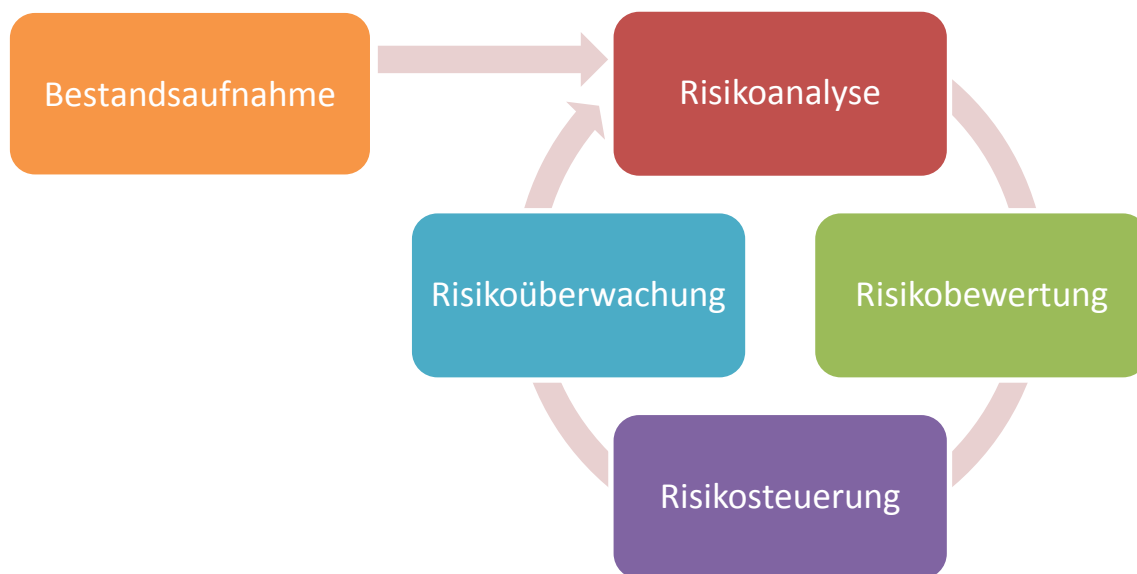 Bestandsaufnahme
Risikoanalyse
Risikoüberwachung
Risikobewertung
Risikosteuerung